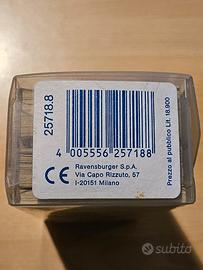 25718.8
4 005556 257188
Prezzo al pubblico Lit. 18.900
CE
Ravensburger S.p.A.
Via Capo Rizzuto, 57
I-20151 Milano
subito